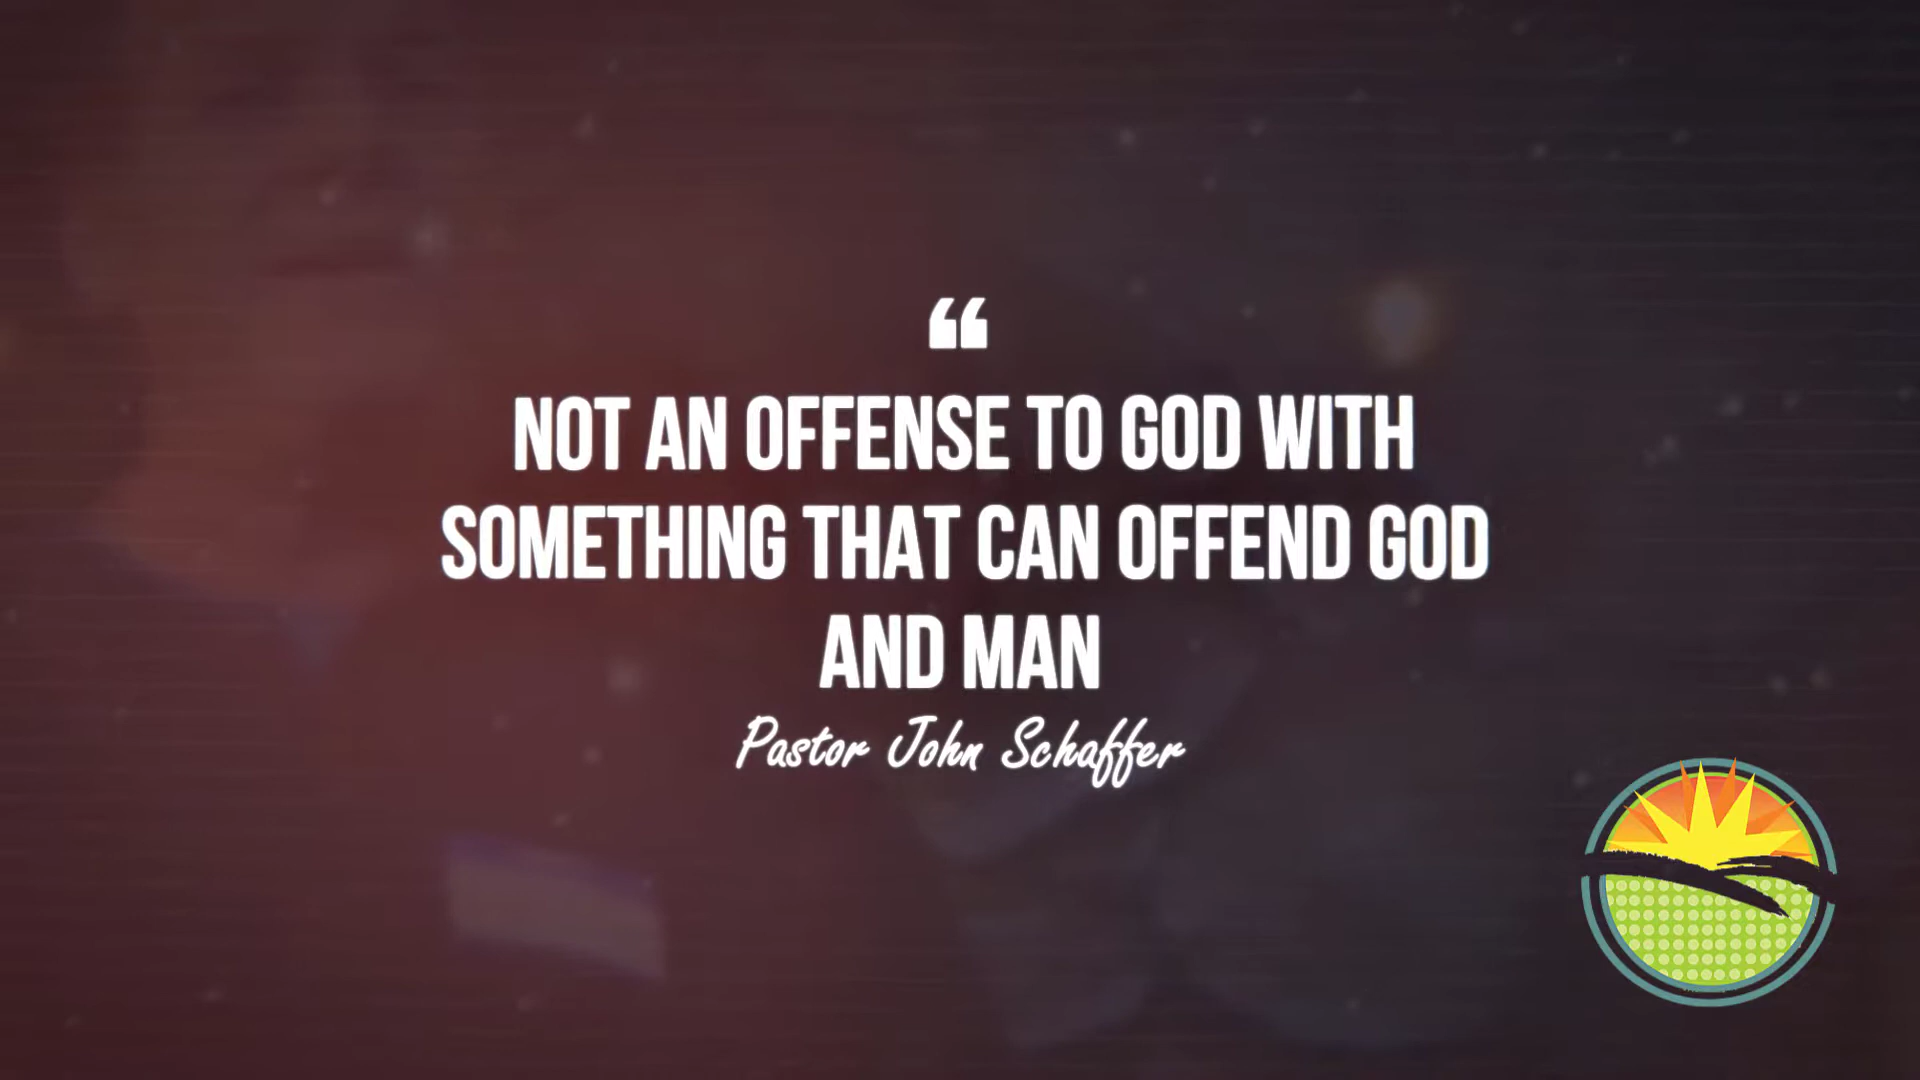 “
NOT AN OFFENSE TO GOD WITH
SOMETHING THAT CAN OFFEND GOD
AND MAN
Pastor John Schaffer